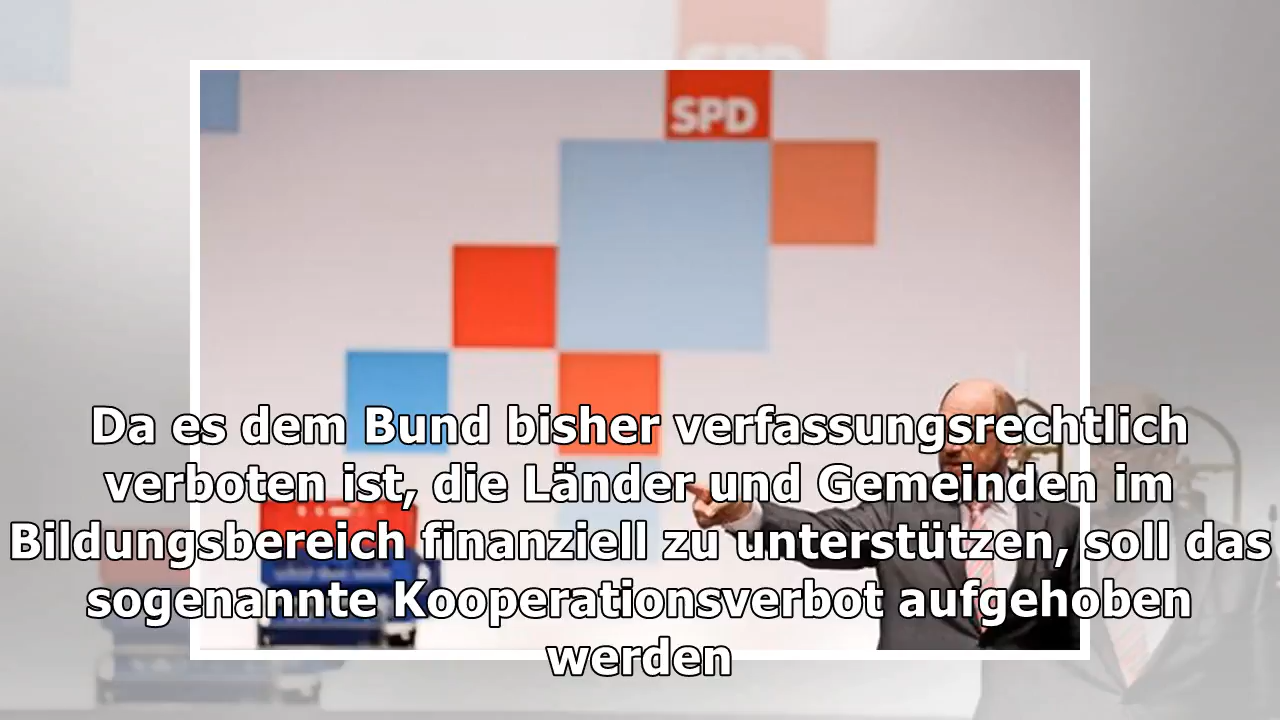 SPD
Da es dem Bund bisher verfassungsrechtlich
verboten ist, die Länder und Gemeinden im
Bildungsbereich finanziell zu unterstützen, soll das
sogenannte Kooperationsverbot aufgehoben
werden